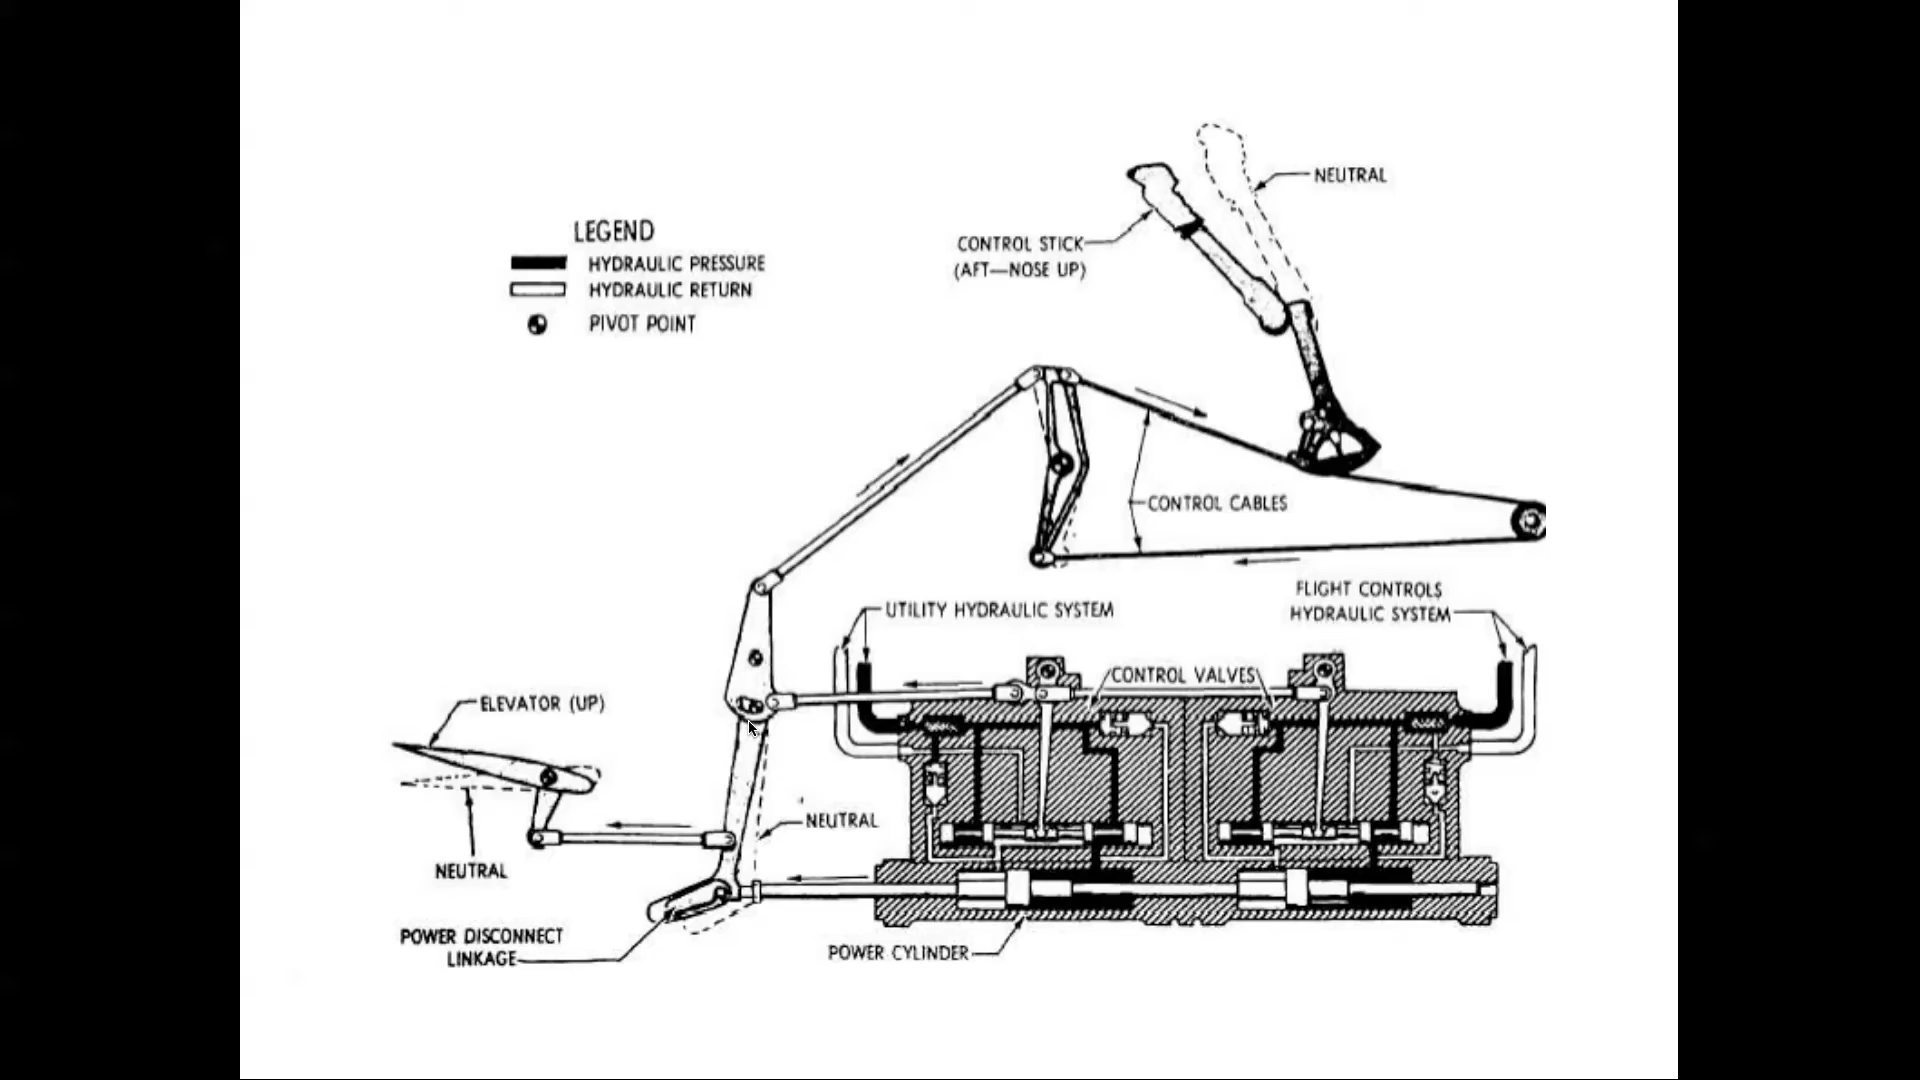 NEUTRAL
CONTROL STICK
(AFT—NOSE UP)
LEGEND
HYDRAULIC PRESSURE
HYDRAULIC RETURN
PIVOT POINT
CONTROL CABLES
FLIGHT CONTROLS
HYDRAULIC SYSTEM
UTILITY HYDRAULIC SYSTEM
CONTROL VALVES
ELEVATOR (UP)
NEUTRAL
NEUTRAL
POWER DISCONNECT
LINKAGE
POWER CYLINDER